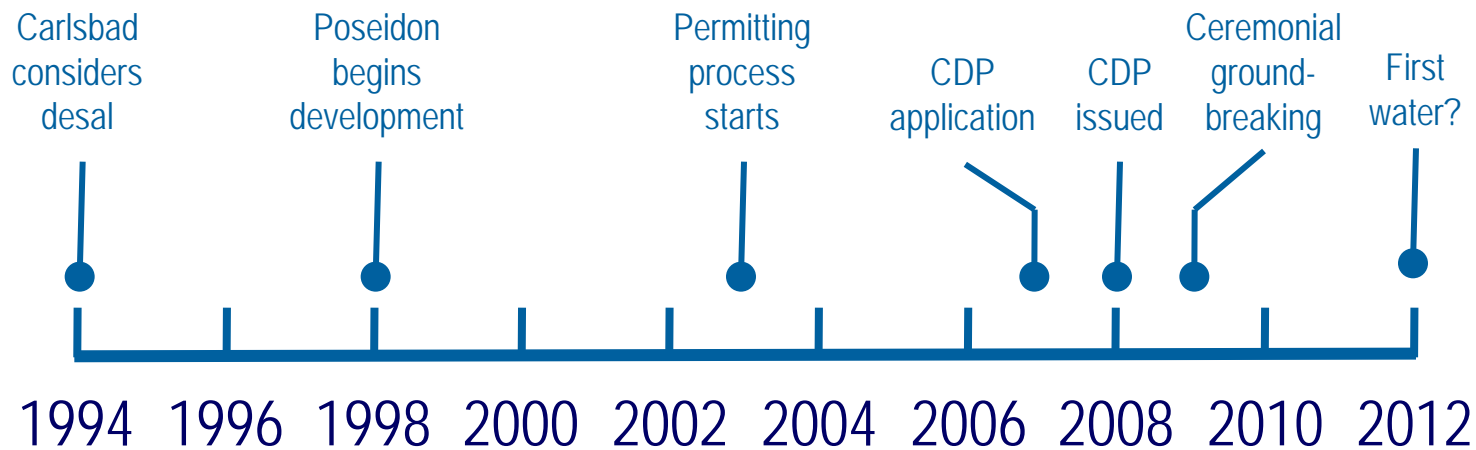 Carlsbad
considers
desal
Poseidon
begins
development
Permitting
process
starts
CDP
application
CDP
issued
Ceremonial
ground-
breaking
First
water?
1994 1996 1998 2000 2002 2004 2006 2008 2010 2012